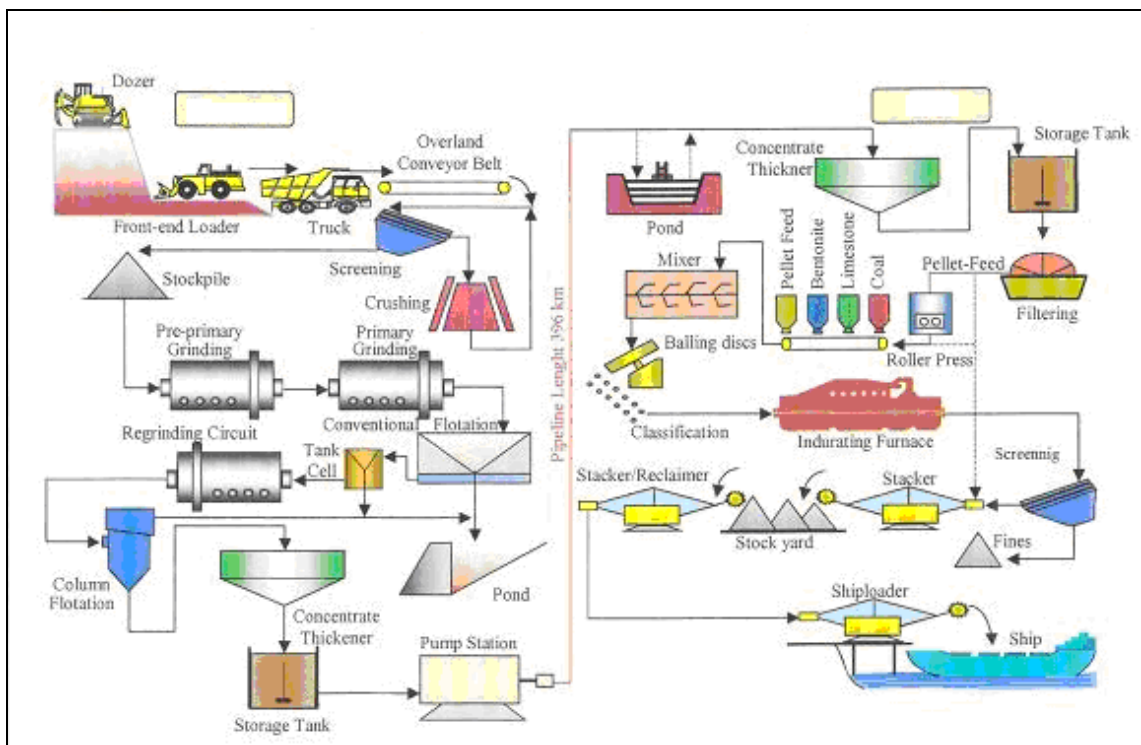 Dozer
Overland
Conveyor Belt
Front-end Loader
Truck
Screening
Stockpile
Crushing
Pre-primary
Grinding
Primary
Grinding
Regrinding Circuit
Conventional
Flotation
Tank
Cell
Column
Flotation
Concentrate
Thickener
Pond
Pump Station
Storage Tank
Pipeline Lenght 396 km
Concentrate
Thickner
Storage Tank
Pond
Mixer
Pellet Feed
Bentonite
Limestone
Coal
Pellet-Feed
Filtering
Roller Press
Balling discs
Classification
Indurating Furnace
Screennig
Stacker/Reclaimer
Stacker
Stock yard
Fines
Shiploader
Ship